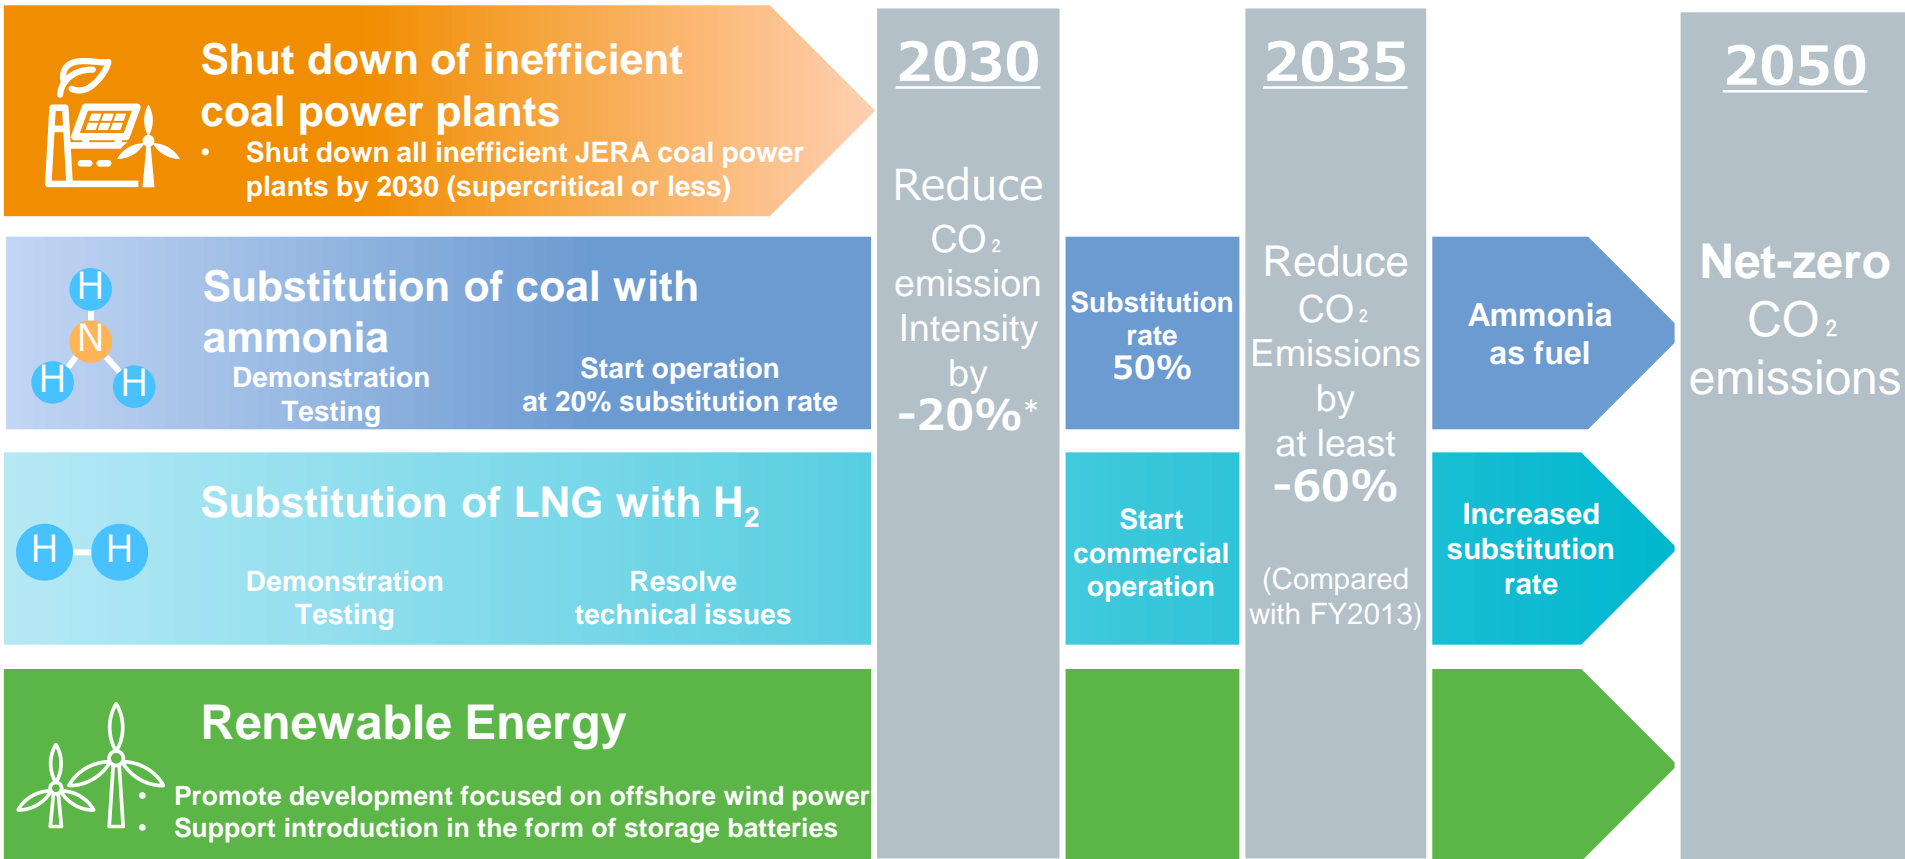 Shut down of inefficient
coal power plants
• Shut down all inefficient JERA coal power
plants by 2030 (supercritical or less)
H
N
H
H
Substitution of coal with
ammonia
Demonstration
Testing
Start operation
at 20% substitution rate
H
H
Substitution of LNG with H₂
Demonstration
Testing
Resolve
technical issues
Renewable Energy
• Promote development focused on offshore wind power
• Support introduction in the form of storage batteries
2030
Reduce
CO₂
emission
Intensity
by
-20%*
Substitution
rate
50%
Start
commercial
operation
2035
Reduce
CO₂
Emissions
by
at least
-60%
(Compared
with FY2013)
Ammonia
as fuel
Increased
substitution
rate
2050
Net-zero
CO₂
emissions